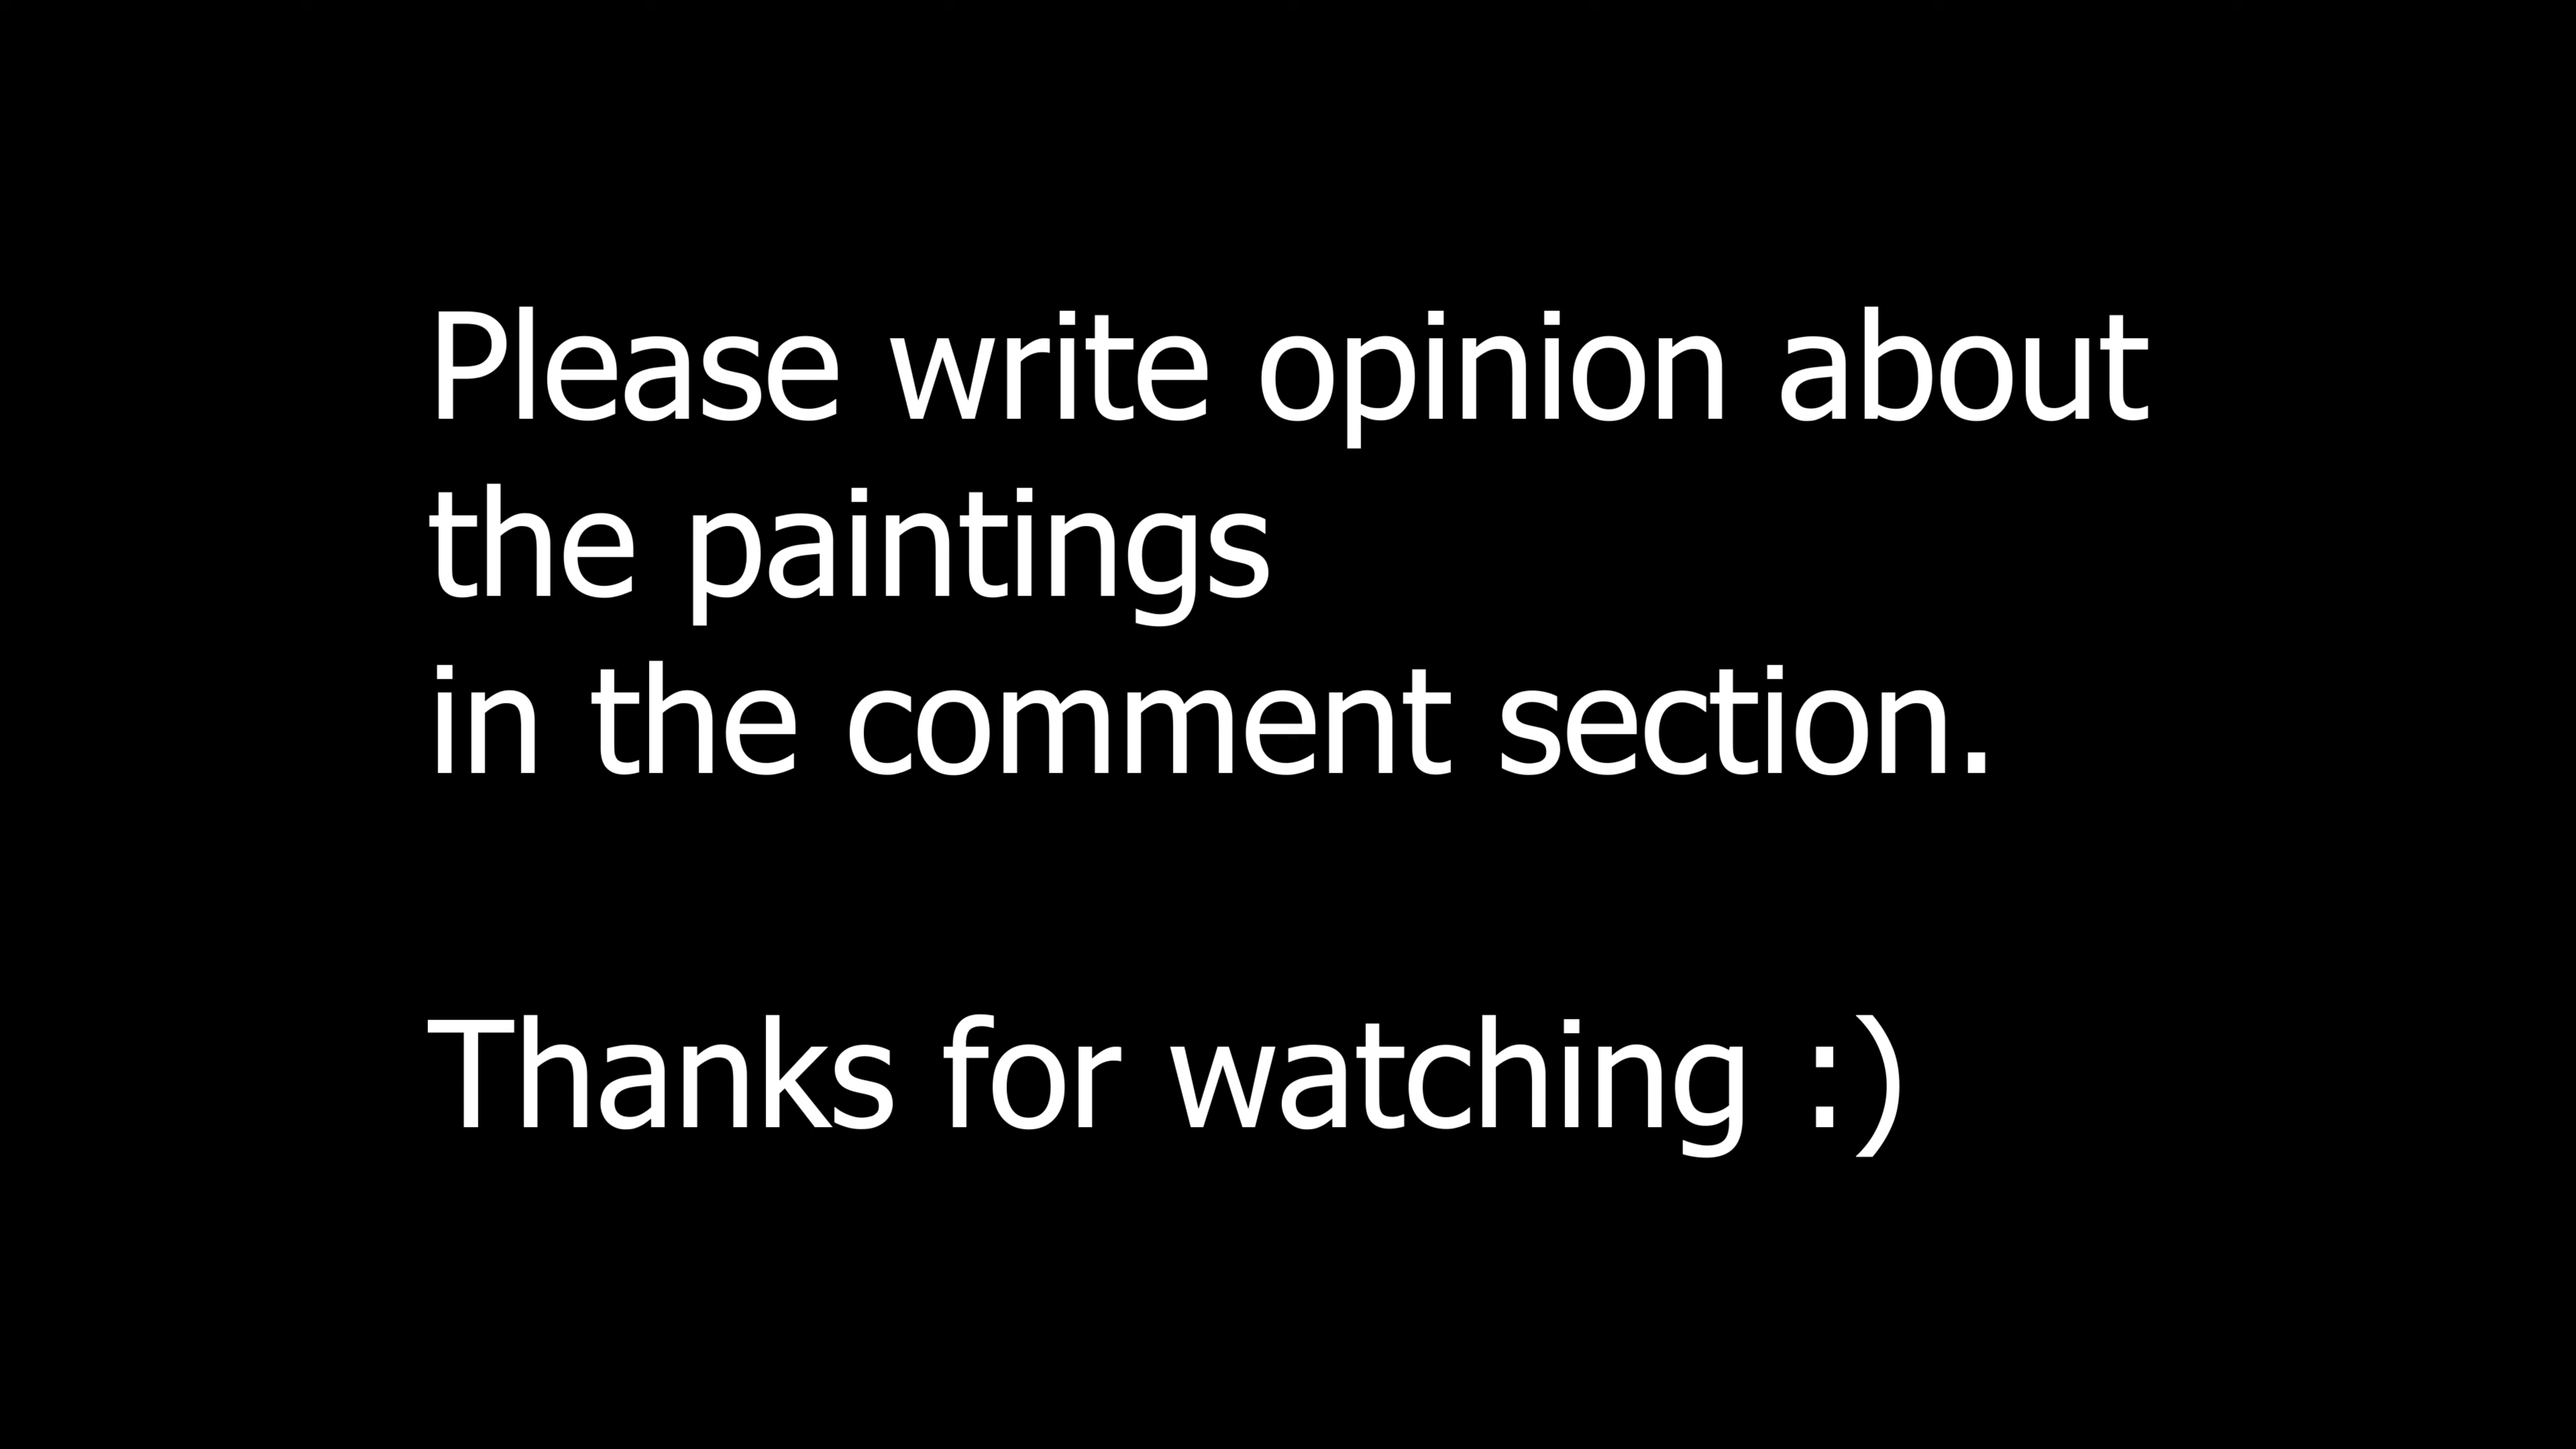 Please write opinion about
the paintings
in the comment section.
Thanks for watching :)